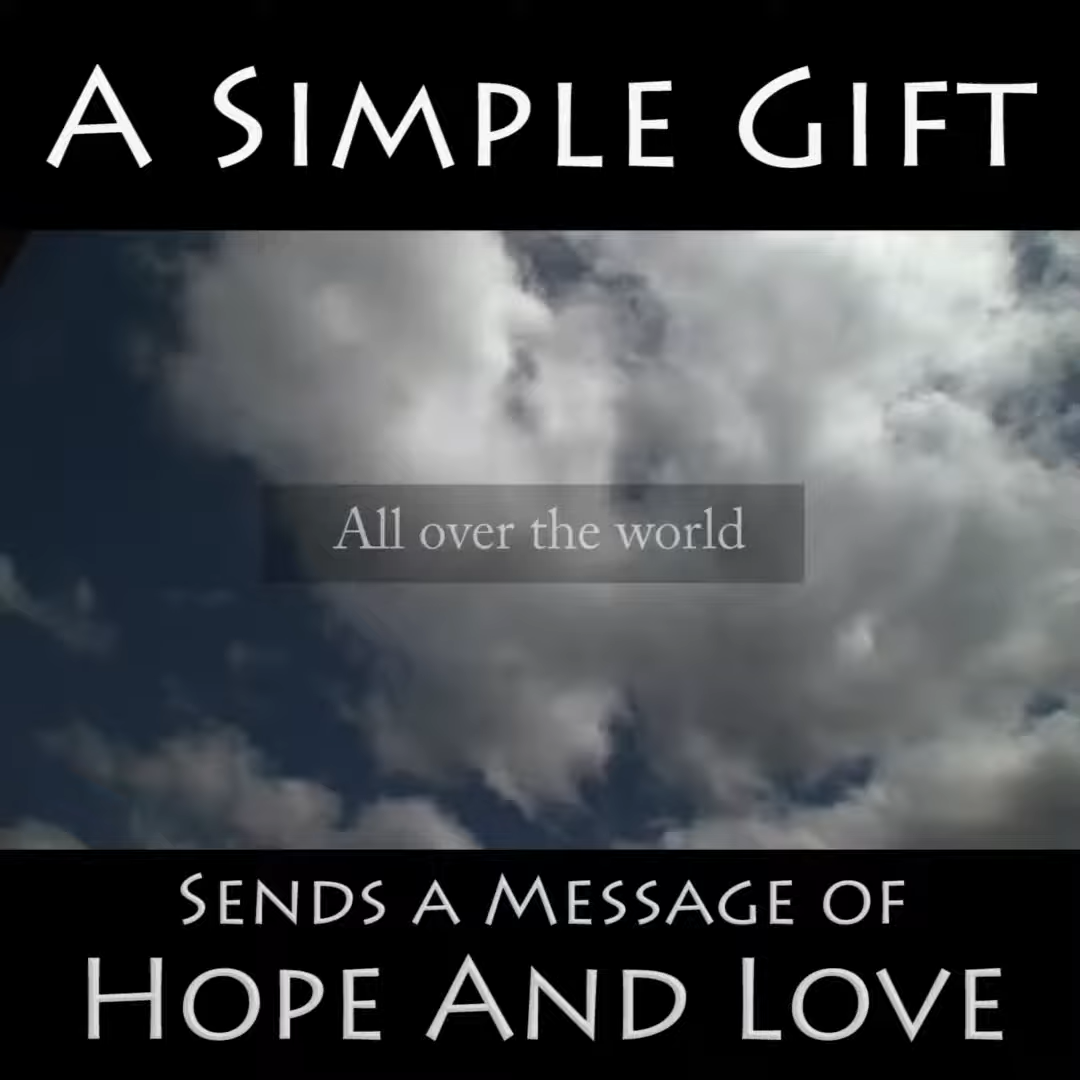 A SIMPLE GIFT
All over the world
SENDS A MESSAGE OF
HOPE AND LOVE